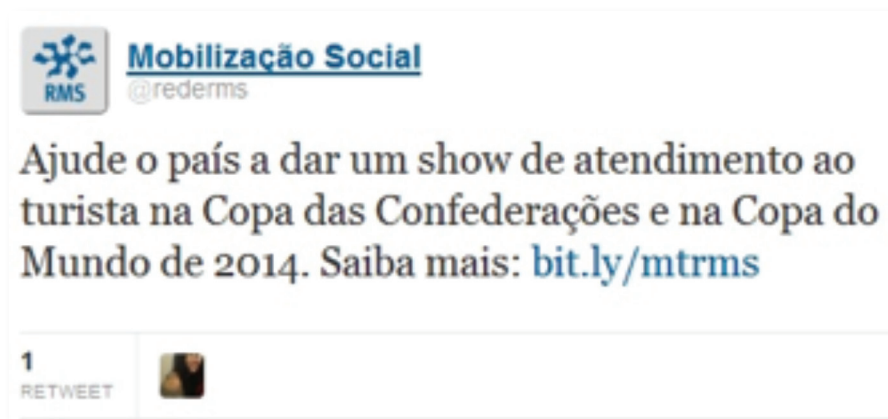 RMS
Mobilização Social
@rederms
Ajude o país a dar um show de atendimento ao
turista na Copa das Confederações e na Copa do
Mundo de 2014. Saiba mais: bit.ly/mtrms
1
RETWEET